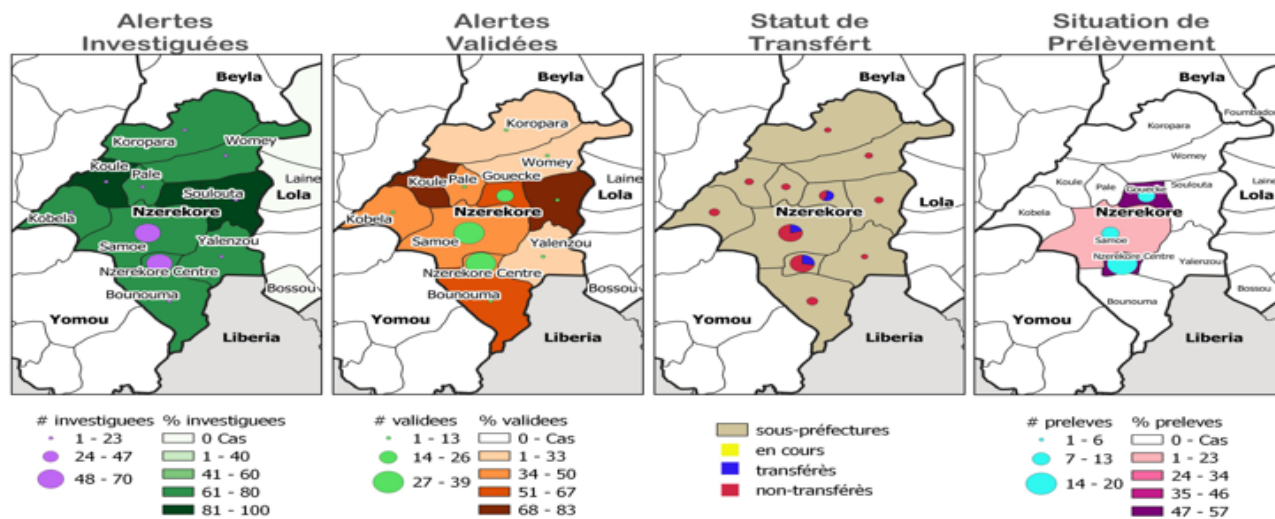 Alertes
Investiguées
Alertes
Validées
Statut de
Transfért
Situation de
Prélèvement
Beyla
Koropara
Womey
Koule
Pale
Soulouta
Laine
Lola
Kobela
Nzerekore
Samoe
Yalenzou
Nzerekore Centre
Bounouma
Bossou
Yomou
Liberia
Beyla
Koropara
Womey
Koule
Pale
Gouecke
Laine
Lola
Kobela
Nzerekore
Samoe
Yalenzou
Nzerekore Centre
Bounouma
Bossou
Yomou
Liberia
Beyla
Nzerekore
Lola
Yomou
Liberia
Beyla
Foumbadou
Koropara
Womey
Koule
Pale
Gouecke
Soulouta
Laine
Lola
Kobela
Nzerekore
Samoe
Nzerekore Centre
Yalenzou
Bounouma
Bossou
Yomou
Liberia
# investiguees
1 - 23
24 - 47
48 - 70
% investiguees
0 Cas
1 - 40
41 - 60
61 - 80
81 - 100
# validees
1 - 13
14 - 26
27 - 39
% validees
0 - Cas
1 - 33
34 - 50
51 - 67
68 - 83
sous-préfectures
en cours
transférès
non-transférès
# preleves
1 - 6
7 - 13
14 - 20
% preleves
0 - Cas
1 - 23
24 - 34
35 - 46
47 - 57